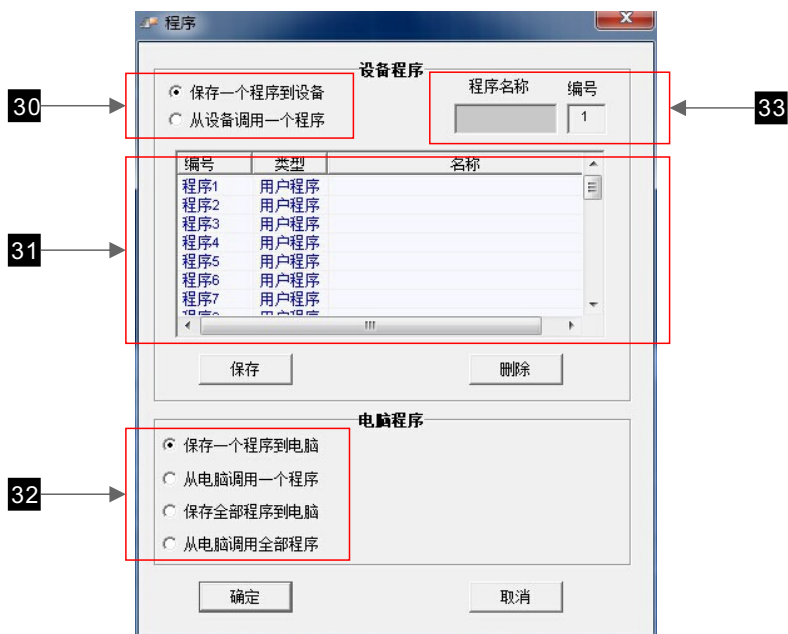 程序
设备程序
30
保存一个程序到设备
从设备调用一个程序
程序名称 编号
1
33
编号 类型 名称
程序1 用户程序
程序2 用户程序
程序3 用户程序
程序4 用户程序
程序5 用户程序
程序6 用户程序
程序7 用户程序
31
保存 删除
电脑程序
32
保存一个程序到电脑
从电脑调用一个程序
保存全部程序到电脑
从电脑调用全部程序
确定 取消